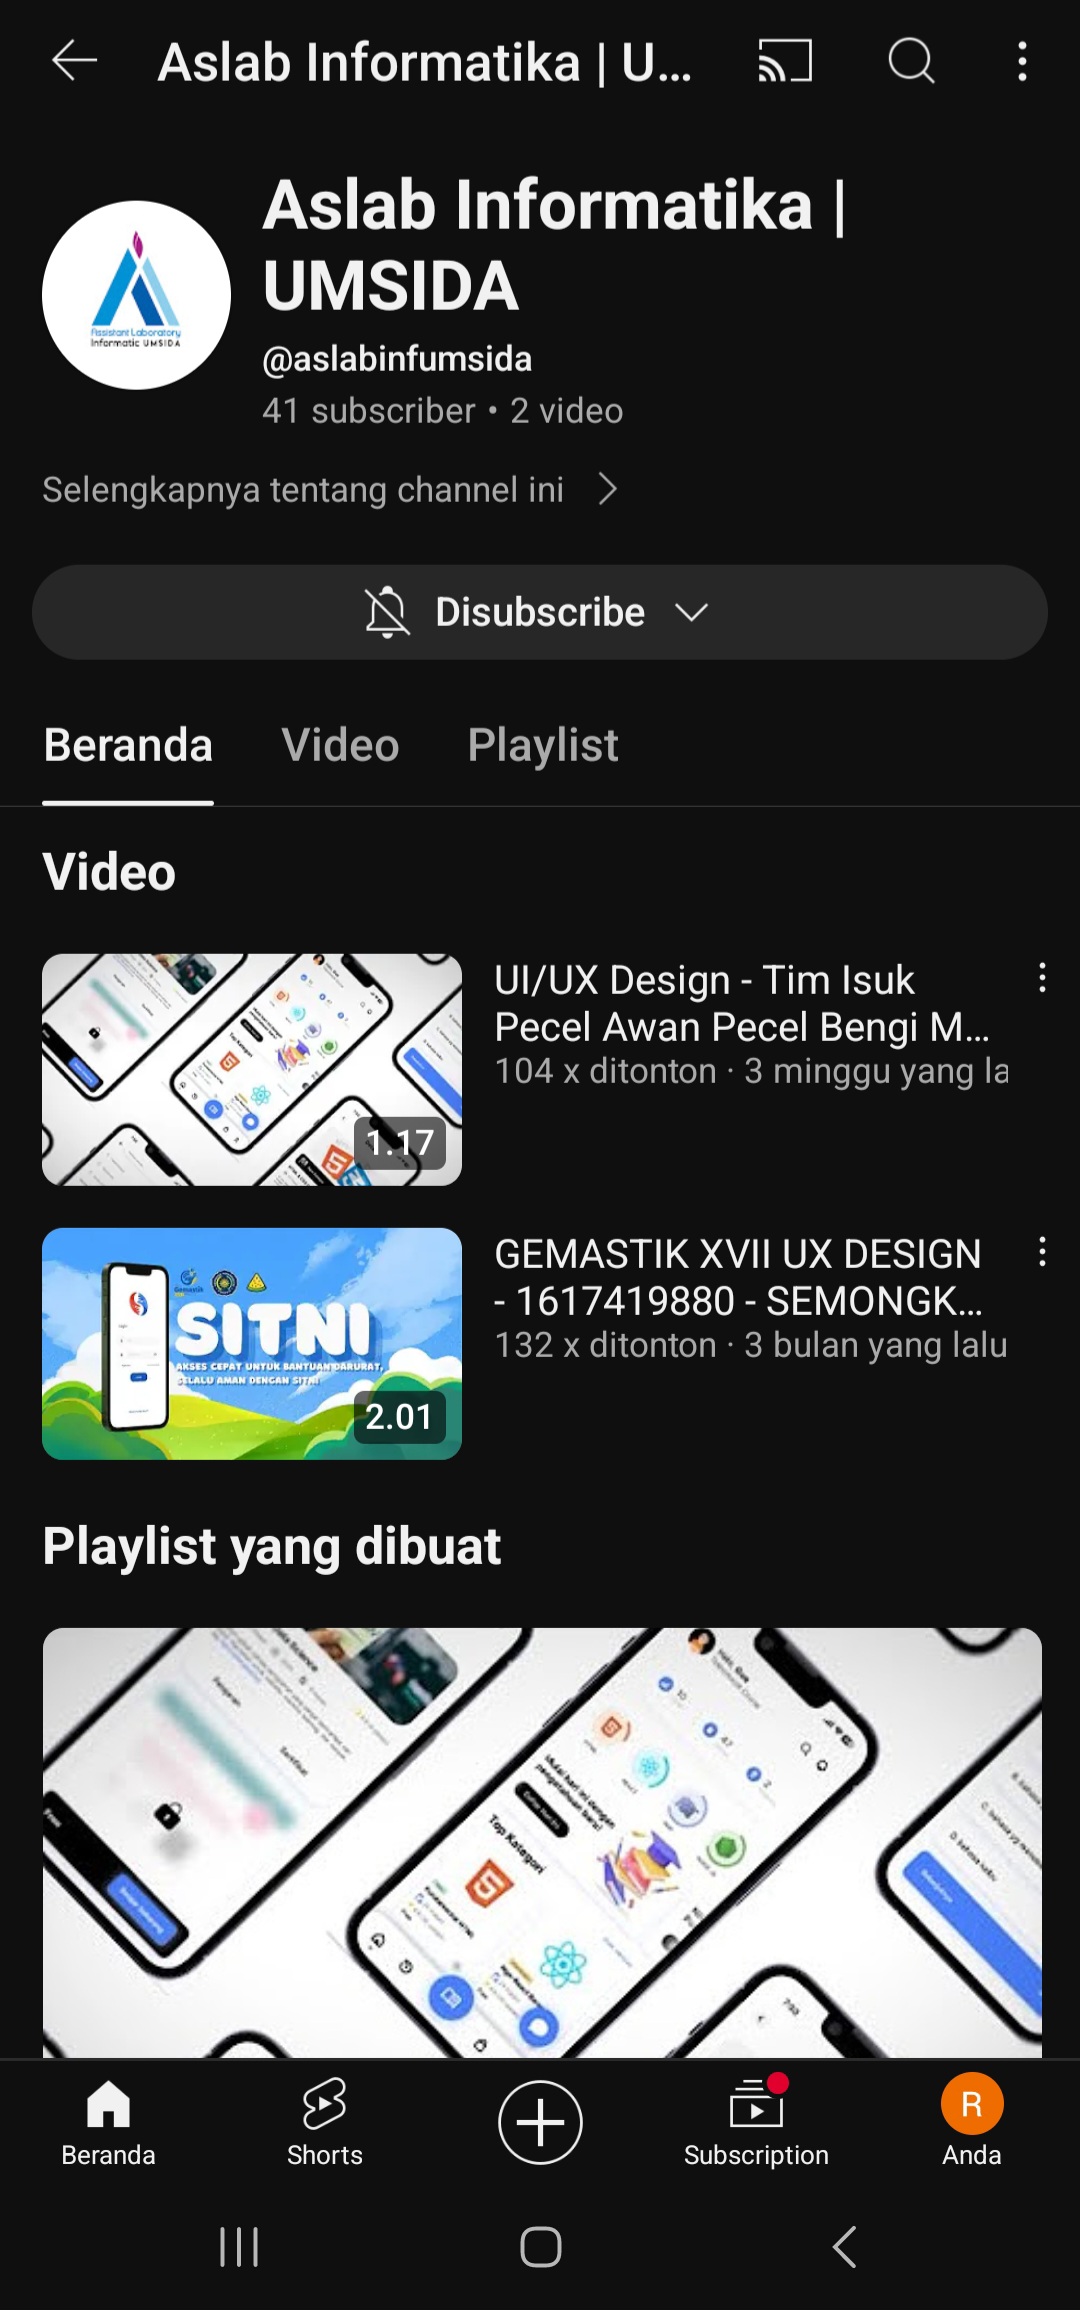 Aslab Informatika | U...
Aslab Informatika |
UMSIDA
Assistant Laboratory
Informatic UMSIDA
@aslabinfumsida
41 subscriber • 2 video
Selengkapnya tentang channel ini
Disubscribe
Beranda Video Playlist
Video
UI/UX Design - Tim Isuk
Pecel Awan Pecel Bengi M...
104 x ditonton · 3 minggu yang la
1.17
GEMASTIK XVII UX DESIGN
- 1617419880 - SEMONGK...
132 x ditonton · 3 bulan yang lalu
SITNI
AKSES CEPAT UNTUK BANTUAN DARURAT,
SELALU AMAN DENGAN SITNI
2.01
Playlist yang dibuat
Top Kategori
Beranda Shorts Subscription R Anda